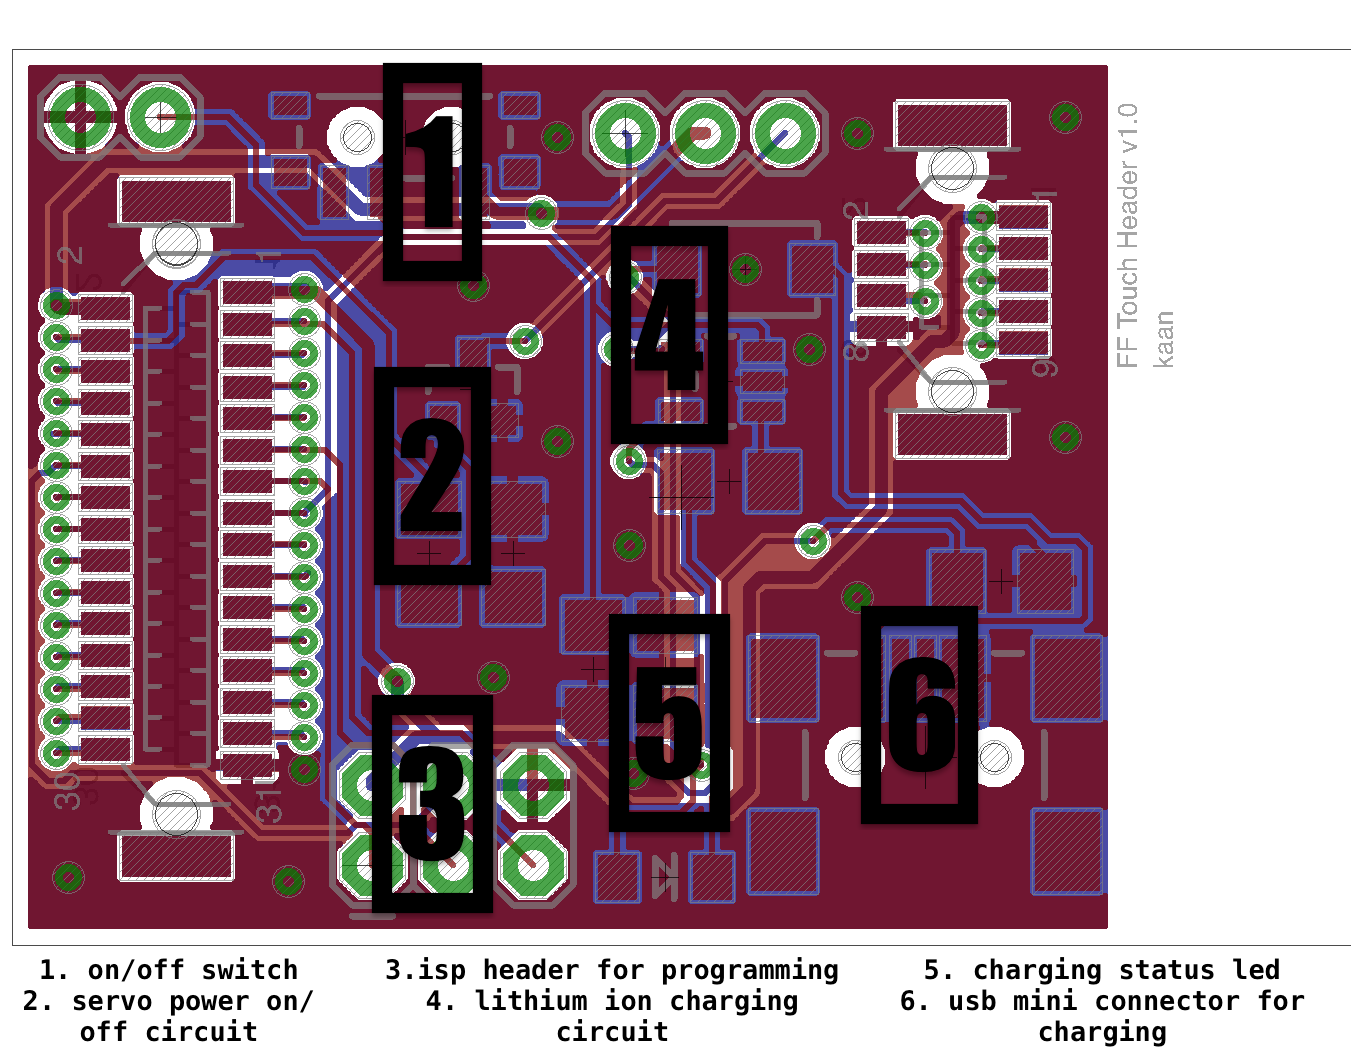 1
2
1
2
1
FF Touch Header v1.0
kaan
4
8
9
2
5
6
30
31
3
1. on/off switch
2. servo power on/
off circuit
3.isp header for programming
4. lithium ion charging
circuit
5. charging status led
6. usb mini connector for
charging